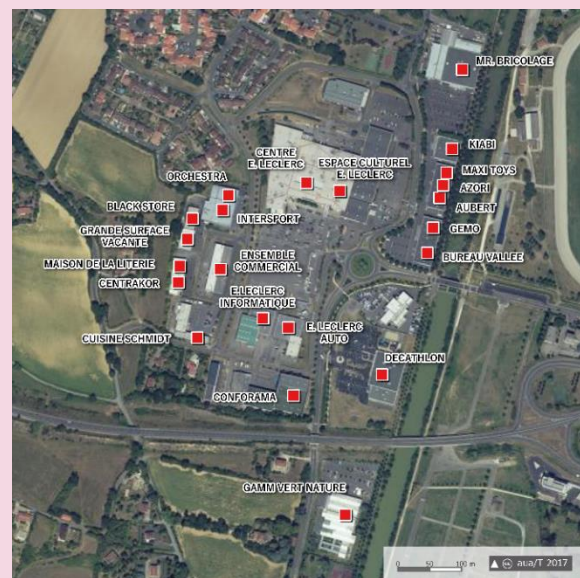 MR. BRICOLAGE
KIABI
CENTRE
E. LECLERC
ESPACE CULTUREL
E. LECLERC
MAXI TOYS
ORCHESTRA
AZORI
AUBERT
BLACK STORE
INTERSPORT
GEMO
GRANDE SURFACE
VACANTE
BUREAU VALLEE
MAISON DE LA LITERIE
ENSEMBLE
COMMERCIAL
CENTRAKOR
E.LECLERC
INFORMATIQUE
E. LECLERC
AUTO
CUISINE SCHMIDT
DECATHLON
CONFORAMA
GAMM VERT NATURE
0 50 100 m
aua/T 2017